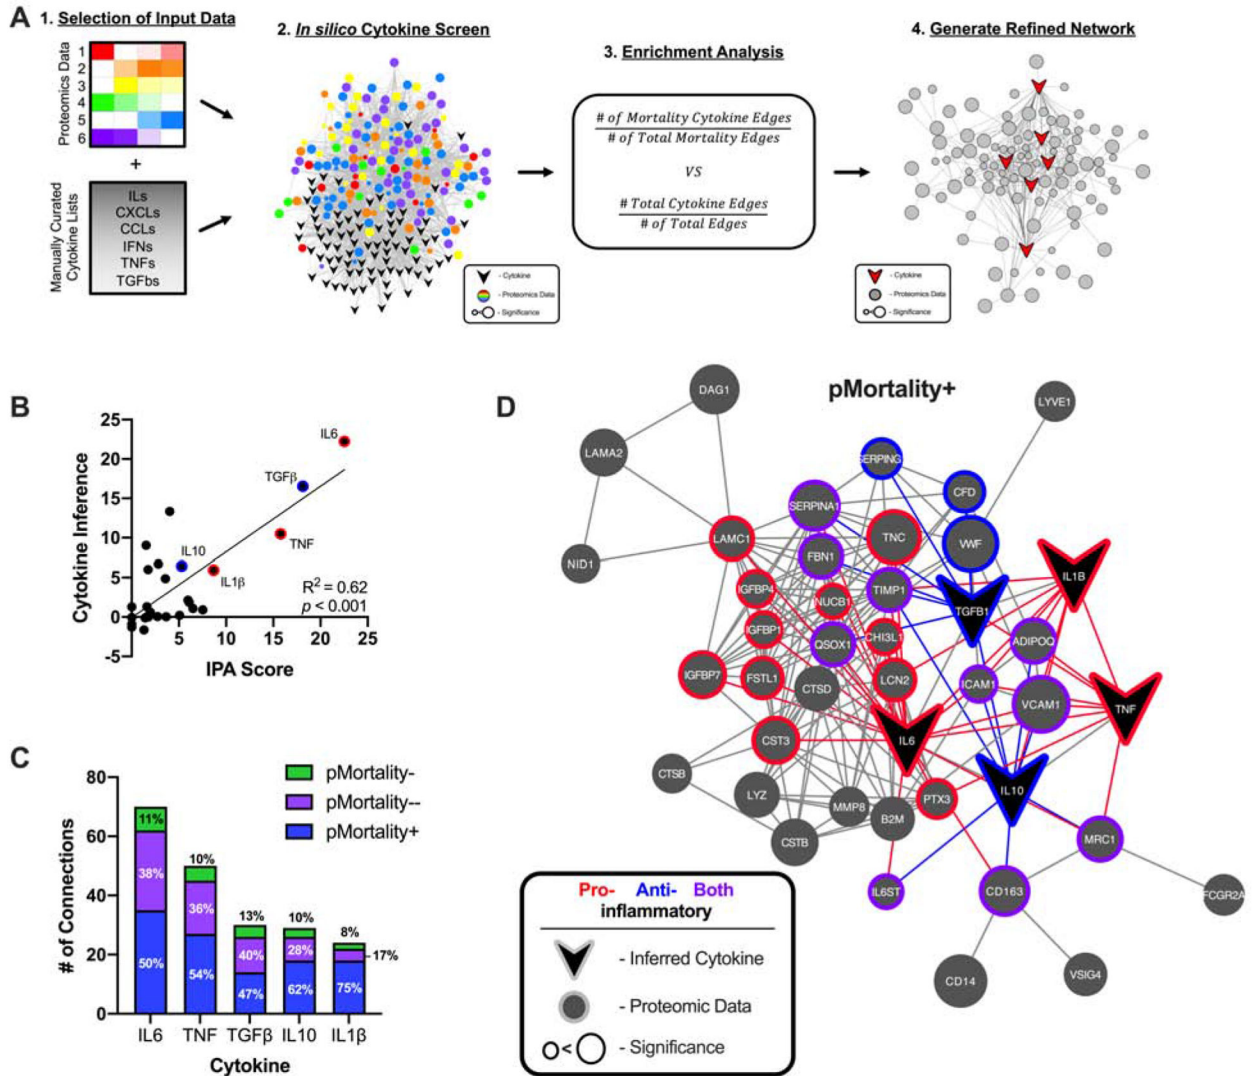 A
1. Selection of Input Data
Proteomics Data
1
2
3
4
5
6
+
Manually Curated
Cytokine Lists
ILs
CXCLs
CCLs
IFNs
TNFs
TGFbs
2. In silico Cytokine Screen
- Cytokine
- Proteomics Data
- Significance
3. Enrichment Analysis
# of Mortality Cytokine Edges
# of Total Mortality Edges
VS
# Total Cytokine Edges
# of Total Edges
4. Generate Refined Network
- Cytokine
- Proteomics Data
- Significance
B
Cytokine Inference
25
20
15
10
5
0
-5
IL6
TGFβ
TNF
IL10
IL1β
R² = 0.62
p < 0.001
5
10
15
20
25
IPA Score
C
# of Connections
80
60
40
20
0
pMortality-
pMortality--
pMortality+
11%
38%
50%
10%
36%
54%
13%
40%
47%
10%
28%
62%
8%
17%
75%
IL6
TNF
TGFβ
IL10
IL1β
Cytokine
D
pMortality+
DAG1
LYVE1
LAMA2
SERPING
CFD
SERPINA1
LAMC1
TNC
VWF
NID1
FBN1
IL1B
IGFBP4
NUCB1
TIMP1
TGFB1
IGFBP1
QSOX1
CHI3L1
ADIPOQ
IGFBP7
FSTL1
CTSD
LCN2
ICAM1
VCAM1
TNF
CST3
IL6
CTSB
LYZ
MMP8
B2M
PTX3
IL10
CSTB
MRC1
IL6ST
CD163
FCGR2A
CD14
VSIG4
Pro- Anti- Both
inflammatory
- Inferred Cytokine
- Proteomic Data
< - Significance